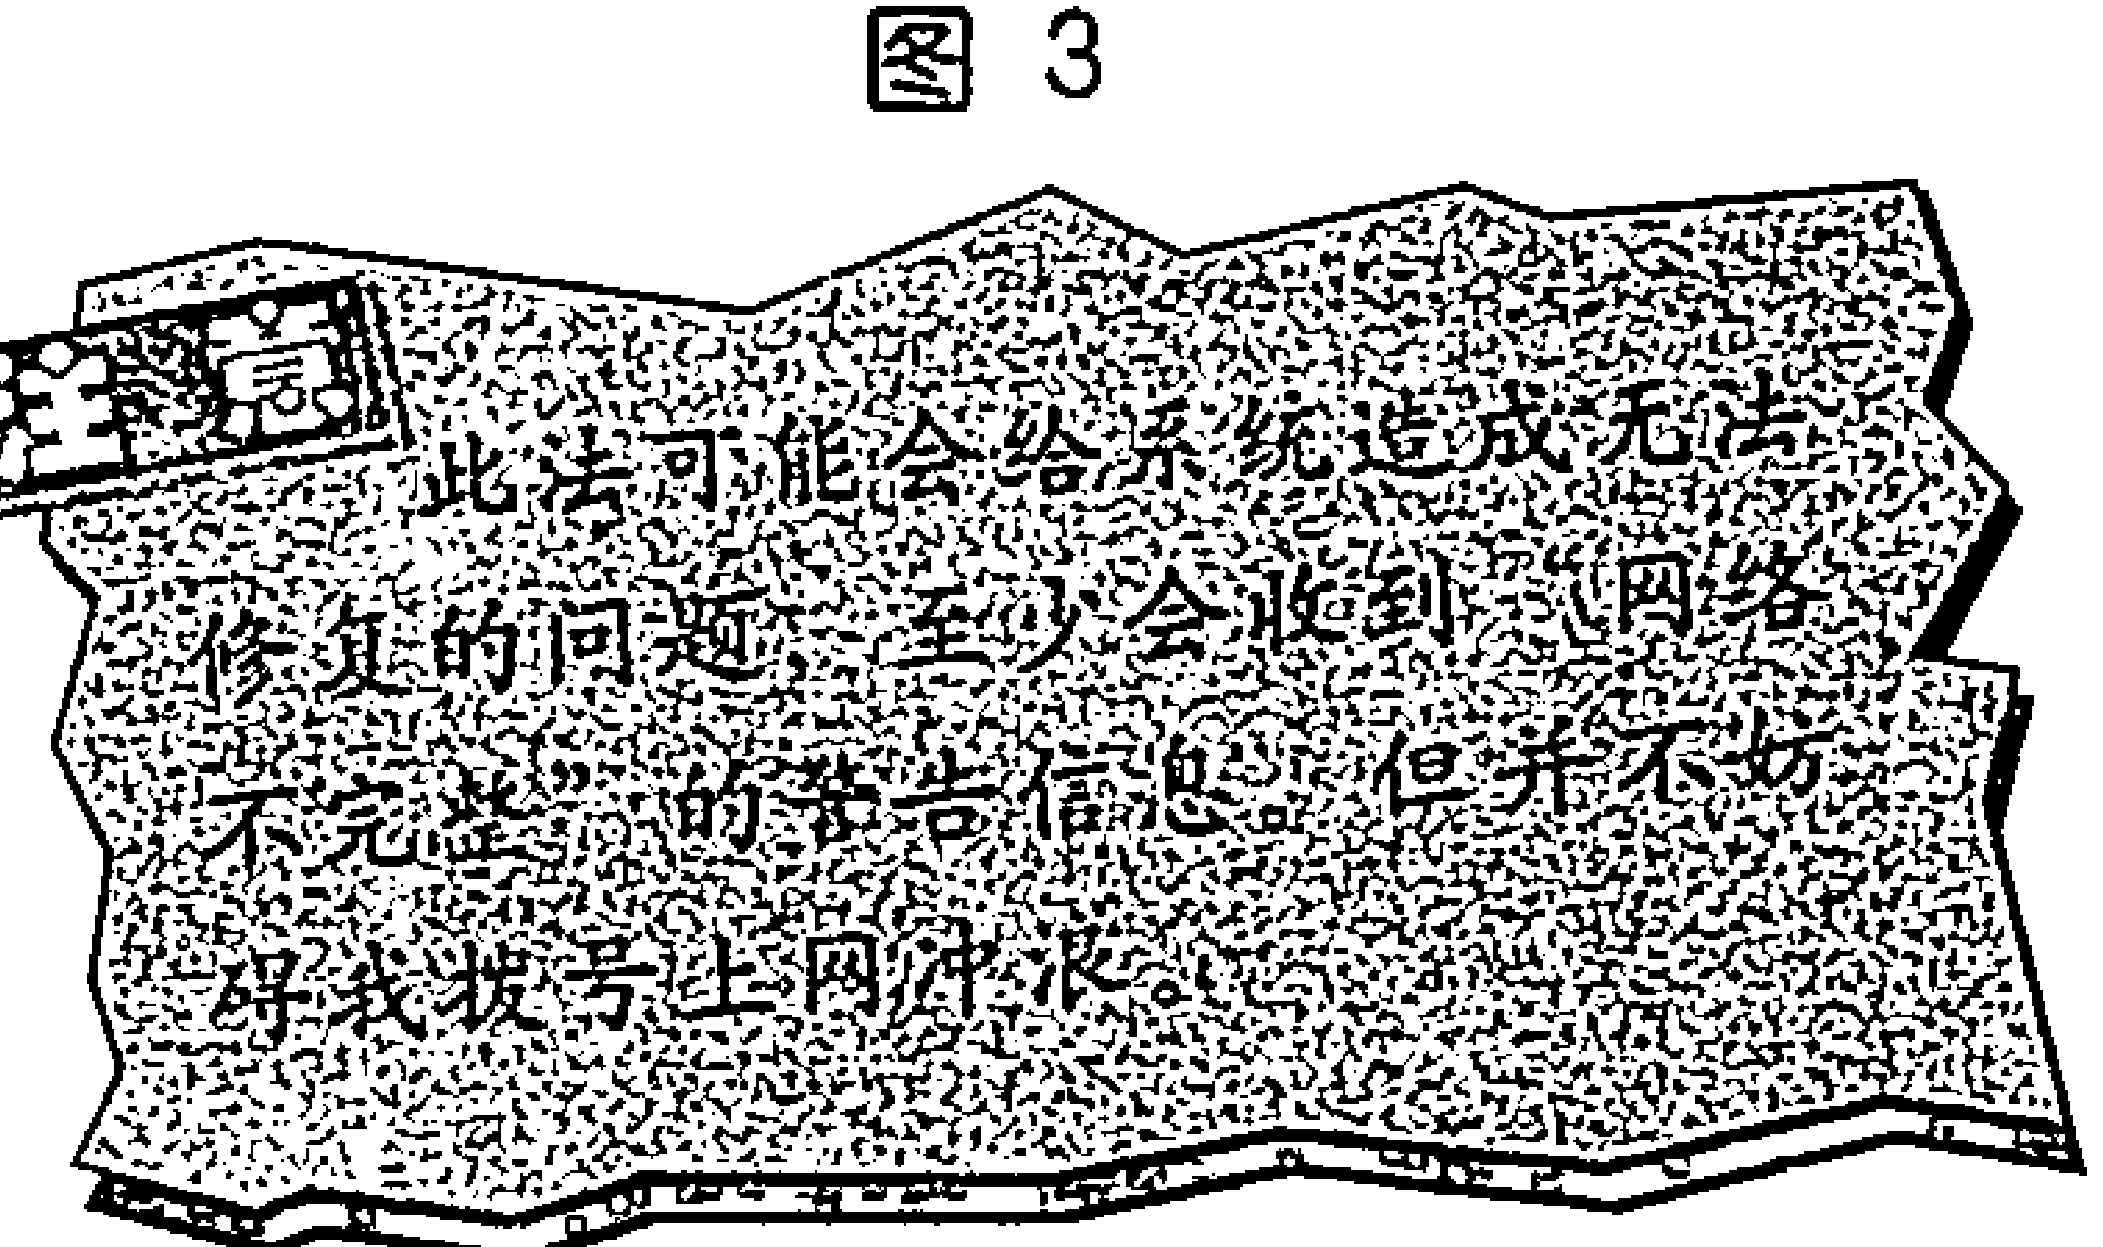 图 3
注意
此法可能会给系统造成无法
修复的问题,至少会收到“网络
不完整”的警告信息。但并不妨
碍我拨号上网冲浪。